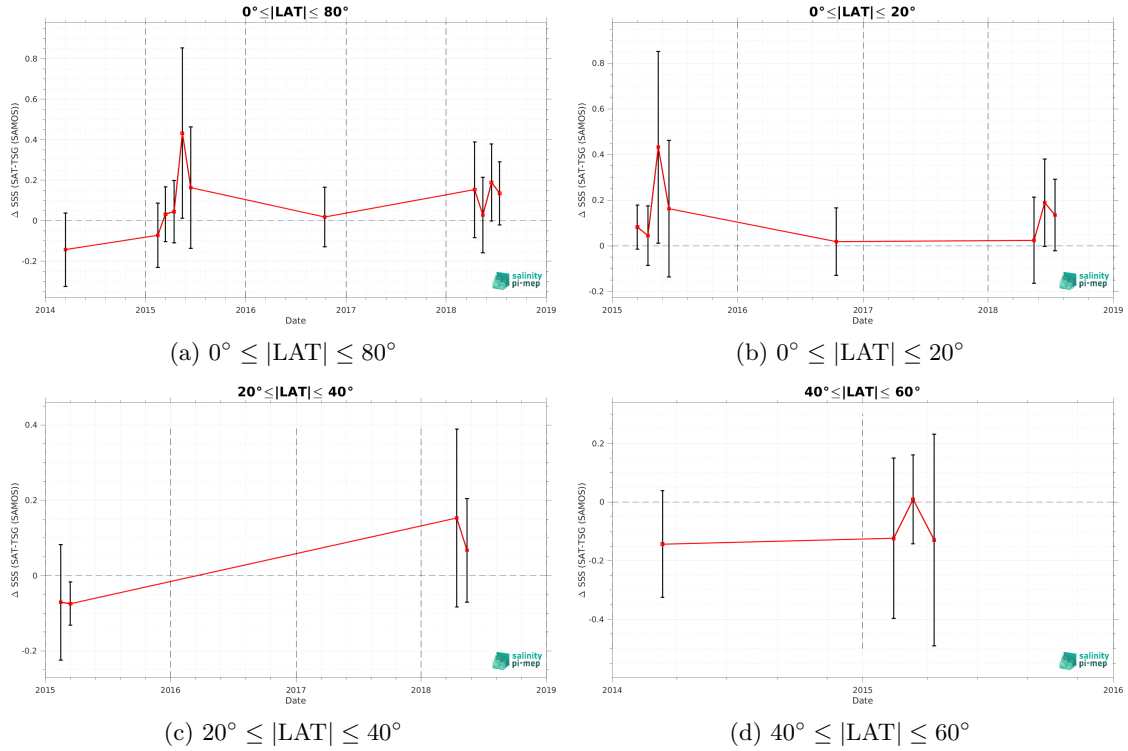 0°≤|LAT|≤ 80°
Δ SSS (SAT-TSG (SAMOS))
0.8
0.6
0.4
0.2
0
-0.2
2014 2015 2016 2017 2018 2019
Date
salinity
pi-mep
(a) 0° ≤ |LAT| ≤ 80°
0°≤|LAT|≤ 20°
Δ SSS (SAT-TSG (SAMOS))
0.8
0.6
0.4
0.2
0
-0.2
2015 2016 2017 2018 2019
Date
salinity
pi-mep
(b) 0° ≤ |LAT| ≤ 20°
20°≤|LAT|≤ 40°
Δ SSS (SAT-TSG (SAMOS))
0.4
0.2
0
-0.2
2015 2016 2017 2018 2019
Date
salinity
pi-mep
(c) 20° ≤ |LAT| ≤ 40°
40°≤|LAT|≤ 60°
Δ SSS (SAT-TSG (SAMOS))
0.2
0
-0.2
-0.4
2014 2015 2016
Date
salinity
pi-mep
(d) 40° ≤ |LAT| ≤ 60°